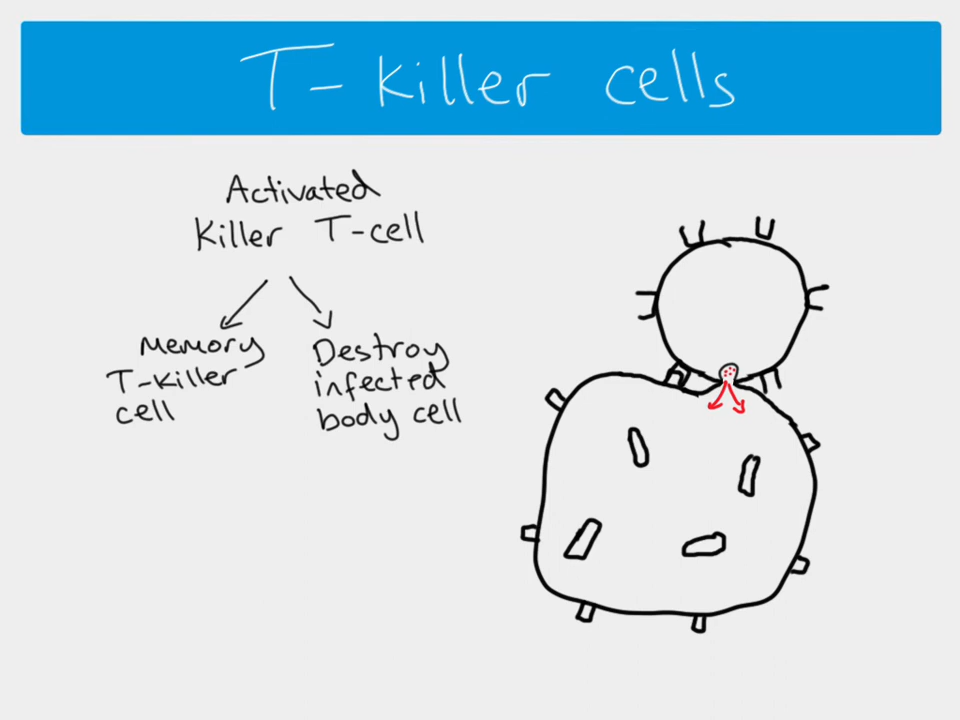 T- Killer cells
Activated
Killer T-cell
Memory
T-Killer
cell
Destroy
infected
body cell